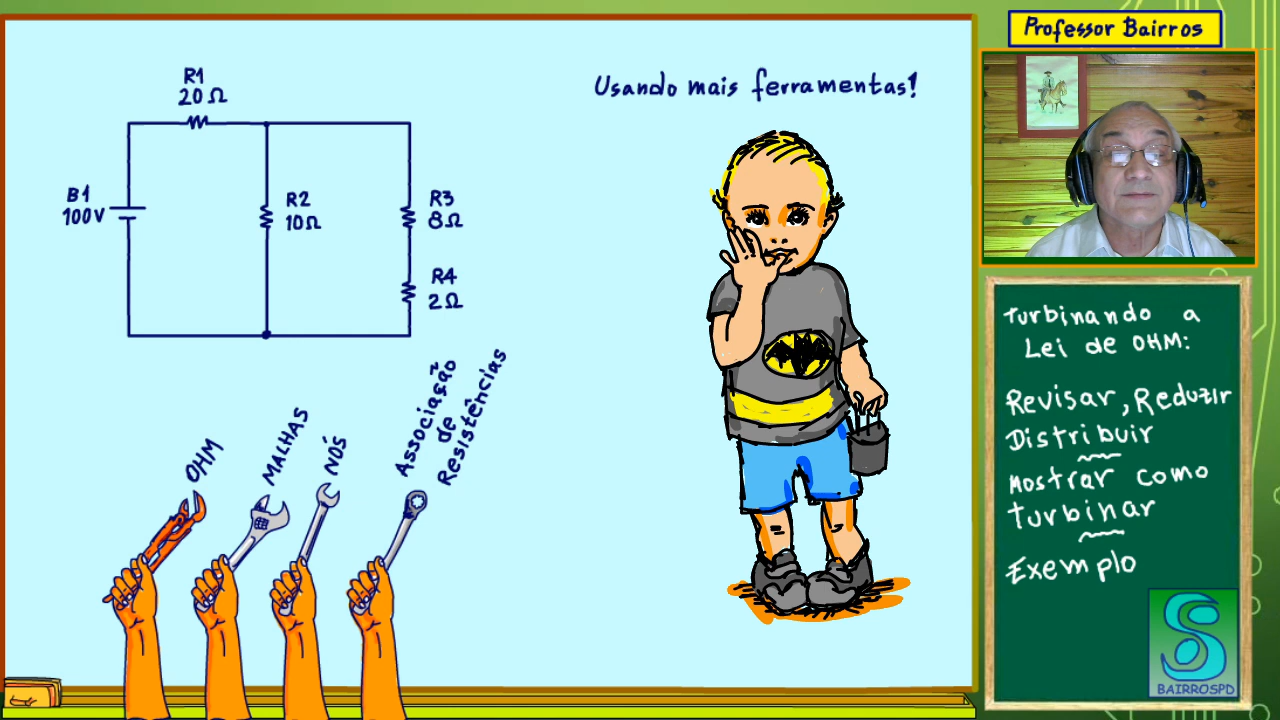 Professor Bairros
Usando mais ferramentas!
R1
20Ω
B1
100V
R2
10Ω
R3
8Ω
R4
2Ω
OHM
MALHAS
NÓS
Associação
de
Resistências
Turbinando a
Lei de OHM:
Revisar, Reduzir
Distribuir
Mostrar como
Turbinar
Exemplo
BAIRROSPD